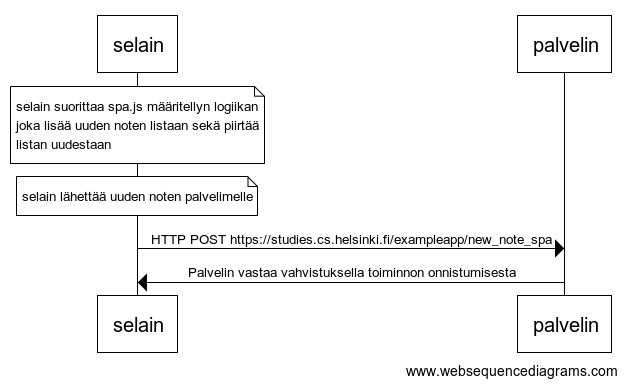 selain
palvelin
selain suorittaa spa.js määritellyn logiikan
joka lisää uuden noten listaan sekä piirtää
listan uudestaan
selain lähettää uuden noten palvelimelle
HTTP POST https://studies.cs.helsinki.fi/exampleapp/new_note_spa
Palvelin vastaa vahvistuksella toiminnon onnistumisesta
selain
palvelin
www.websequencediagrams.com